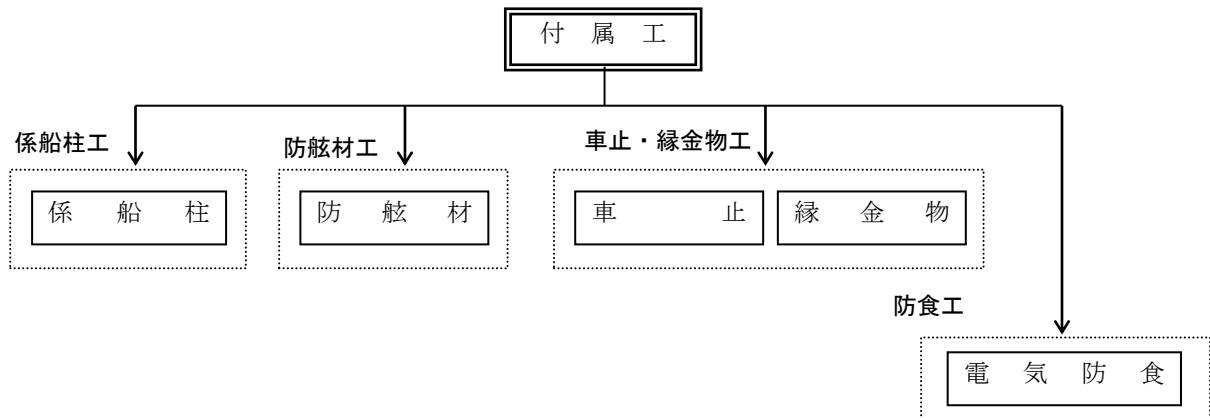 付属工
係船柱工
防舷材工
車止・縁金物工
係船柱
防舷材
車止
縁金物
防食工
電気防食